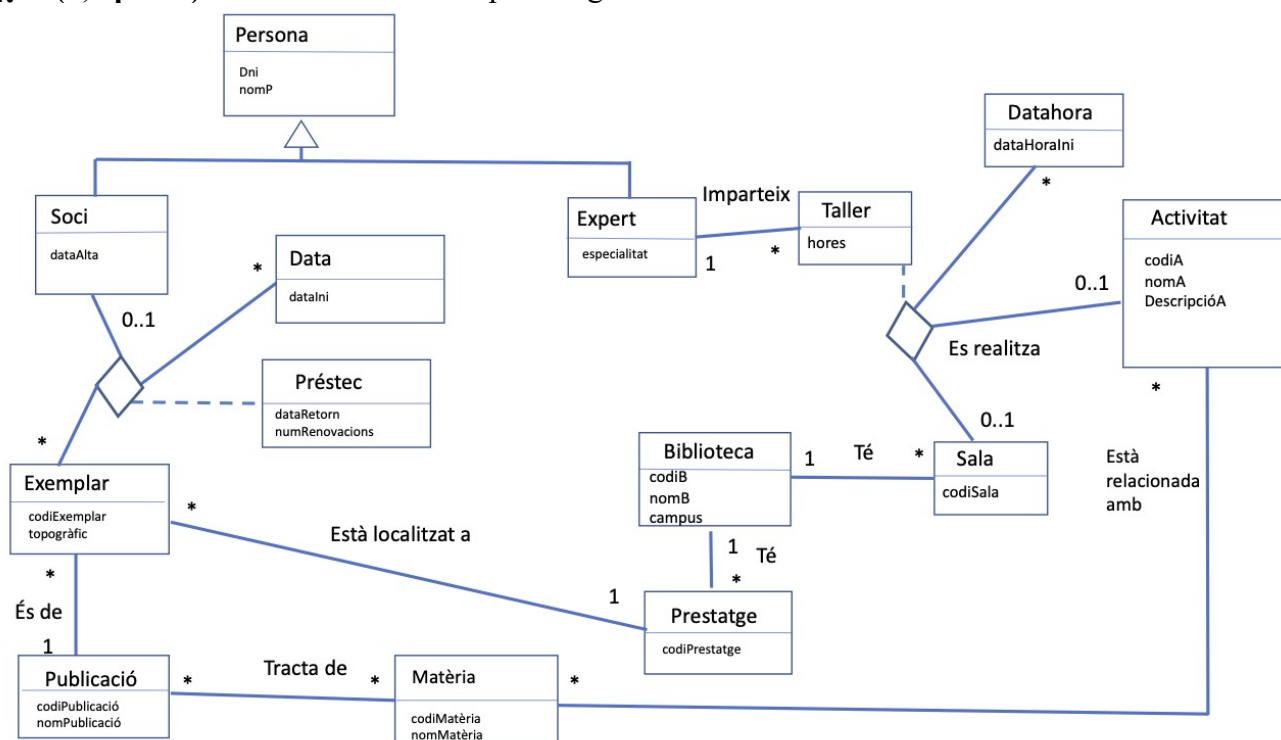 Persona
Dni
nomP
Datahora
dataHoraIni
*
Soci
dataAlta
Expert
especialitat
Imparteix
1
*
Taller
hores
Activitat
codiA
nomA
DescripcióA
*
Data
dataIni
0..1
0..1
Es realitza
*
0..1
Préstec
dataRetorn
numRenovacions
*
Exemplar
codiExemplar
topogràfic
*
Biblioteca
codiB
nomB
campus
1
Té
*
Sala
codiSala
Està
relacionada
amb
Està localitzat a
1
Té
*
*
És de
1
1
Prestatge
codiPrestatge
Publicació
codiPublicació
nomPublicació
*
Tracta de
*
Matèria
codiMatèria
nomMatèria
*